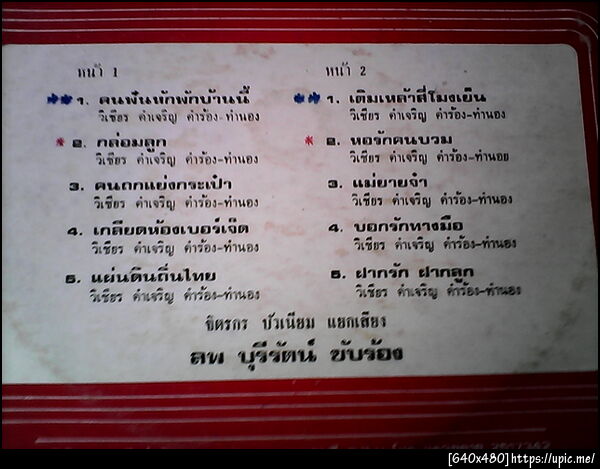 หน้า 1
1. คนพันทักพักบ้านนี้
วิเชียร คำเจริญ คำร้อง-ทำนอง
2. กล่อมลูก
วิเชียร คำเจริญ คำร้อง-ทำนอง
3. คนถูกแย่งกระเป๋า
วิเชียร คำเจริญ คำร้อง-ทำนอง
4. เกลียดห้องเบอร์เจ็ด
วิเชียร คำเจริญ คำร้อง-ทำนอง
5. แผ่นดินถิ่นไทย
วิเชียร คำเจริญ คำร้อง-ทำนอง
หน้า 2
1. เติมเหล้าสี่โมงเย็น
วิเชียร คำเจริญ คำร้อง-ทำนอง
2. หอรักคนบวม
วิเชียร คำเจริญ คำร้อง-ทำนอง
3. แม่ยายจ๋า
วิเชียร คำเจริญ คำร้อง-ทำนอง
4. บอกรักทางมือ
วิเชียร คำเจริญ คำร้อง-ทำนอง
5. ฝากรัก ฝากลูก
วิเชียร คำเจริญ คำร้อง-ทำนอง
จิตรกร บัวเนียม แยกเสียง
สพ บุรีรัตน์ ขับร้อง
[640x480]https://upic.me/